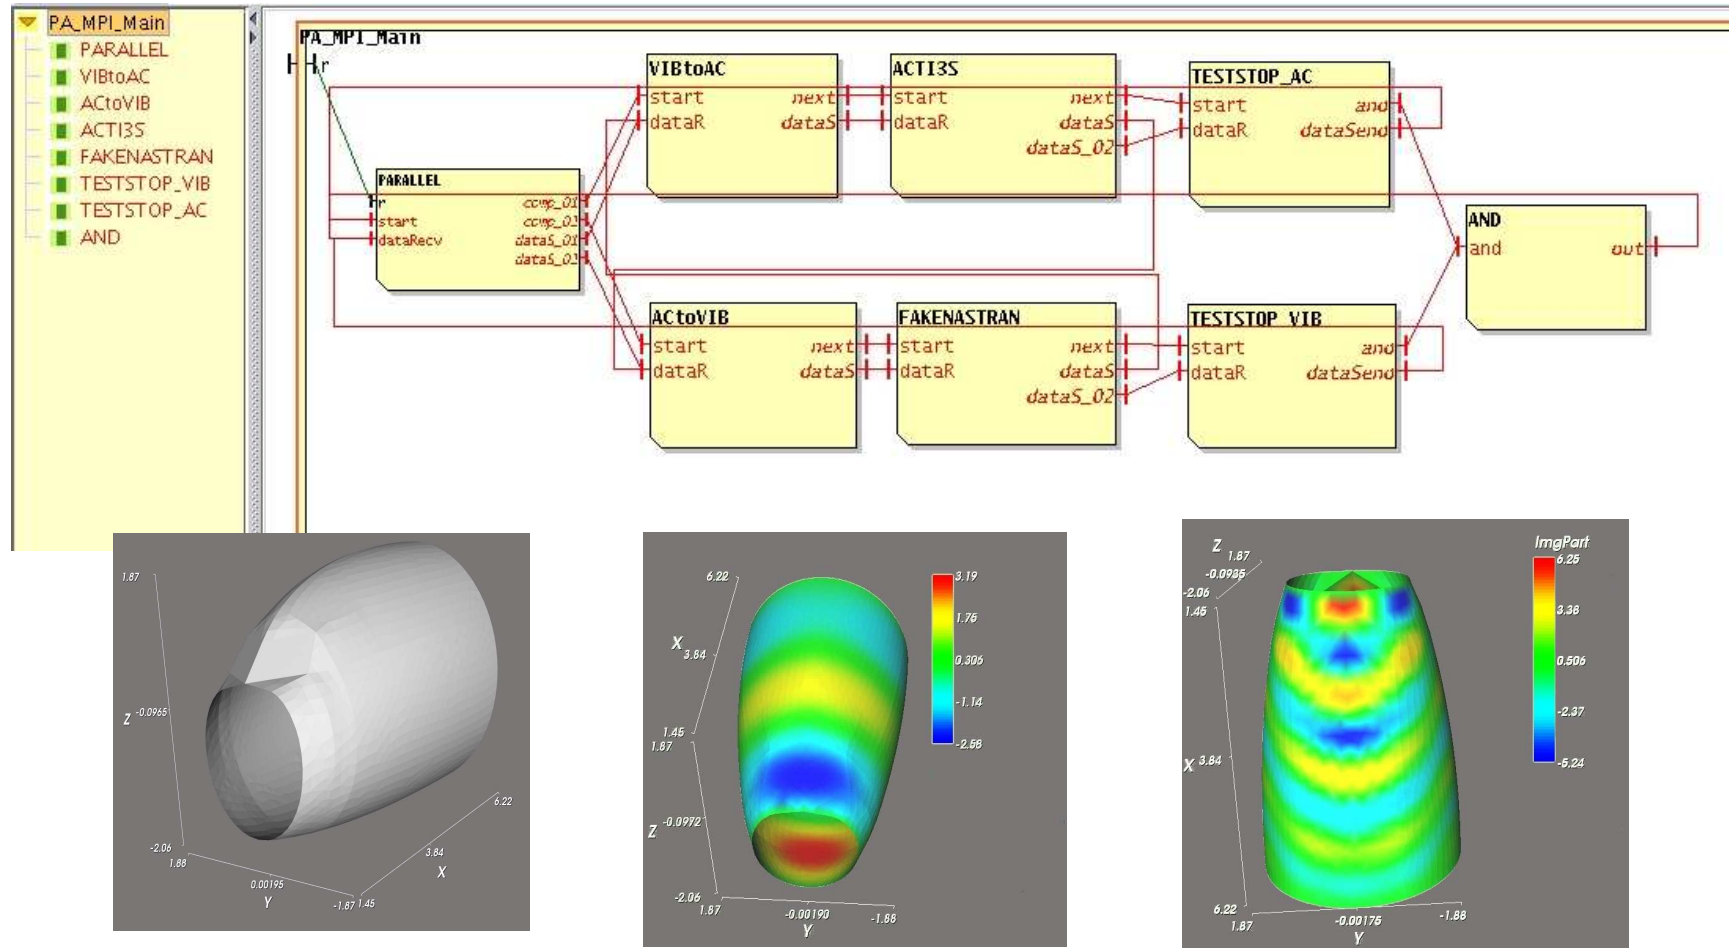 PA_MPI_Main
PARALLEL
VIBtoAC
ACtoVIB
ACTI3S
FAKENASTRAN
TESTSTOP_VIB
TESTSTOP_AC
AND
PA_MPI_Main
r
VIBtoAC
start next
dataR dataS
ACTI3S
start next
dataR dataS
dataS_02
TESTSTOP_AC
start and
dataR dataSend
PARALLEL
r comp_01
start comp_02
dataRecv dataS_01
dataS_02
AND
and out
ACtoVIB
start next
dataR dataS
FAKENASTRAN
start next
dataR dataS
dataS_02
TESTSTOP_VIB
start and
dataR dataSend
1.87
Z -0.0965
-2.06
1.88
0.00195
Y
-1.87 1.45
3.84
X
6.22
6.22
X 3.84
1.45
1.87
Z -0.0972
-2.06
1.87
-0.00190
Y
-1.88
3.19
1.75
0.306
-1.14
-2.58
Z
1.87
-0.0935
-2.06
1.45
X 3.84
6.22
1.87
-0.00175
Y
-1.88
ImgPart
6.25
3.38
0.506
-2.37
-5.24